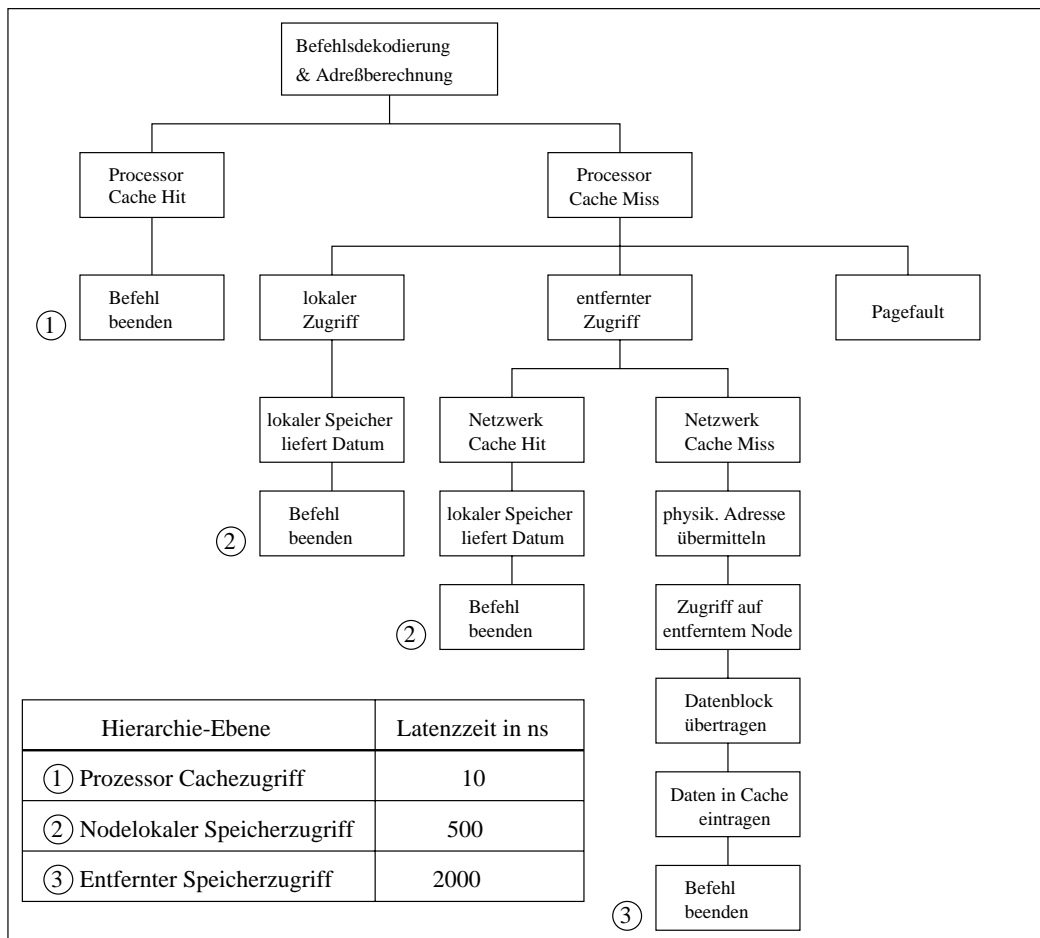 Befehlsdekodierung
& Adreßberechnung
Processor
Cache Hit
Processor
Cache Miss
Befehl
beenden
1
lokaler
Zugriff
entfernter
Zugriff
Pagefault
lokaler Speicher
liefert Datum
Netzwerk
Cache Hit
Netzwerk
Cache Miss
Befehl
beenden
2
lokaler Speicher
liefert Datum
physik. Adresse
übermitteln
Befehl
beenden
2
Zugriff auf
entferntem Node
Datenblock
übertragen
Daten in Cache
eintragen
Befehl
beenden
3
Hierarchie-Ebene Latenzzeit in ns
1 Prozessor Cachezugriff 10
2 Nodelokaler Speicherzugriff 500
3 Entfernter Speicherzugriff 2000